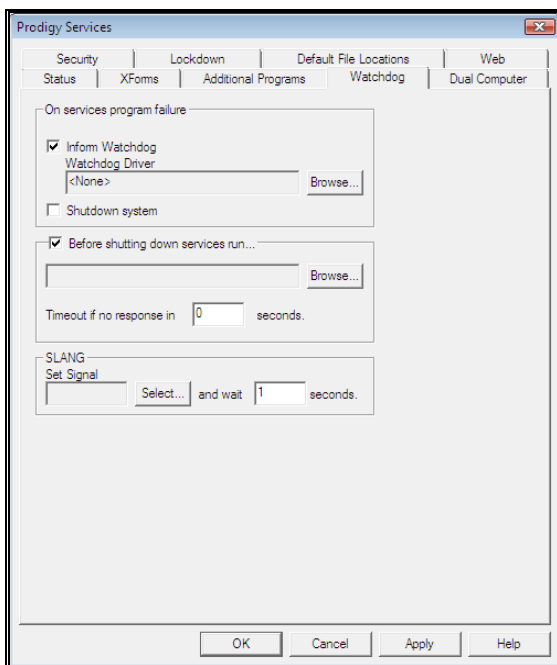 Prodigy Services
Security Lockdown Default File Locations Web
Status XForms Additional Programs Watchdog Dual Computer
On services program failure
Inform Watchdog
Watchdog Driver
<None> Browse...
Shutdown system
Before shutting down services run...
Browse...
Timeout if no response in 0 seconds.
SLANG
Set Signal
Select... and wait 1 seconds.
OK Cancel Apply Help